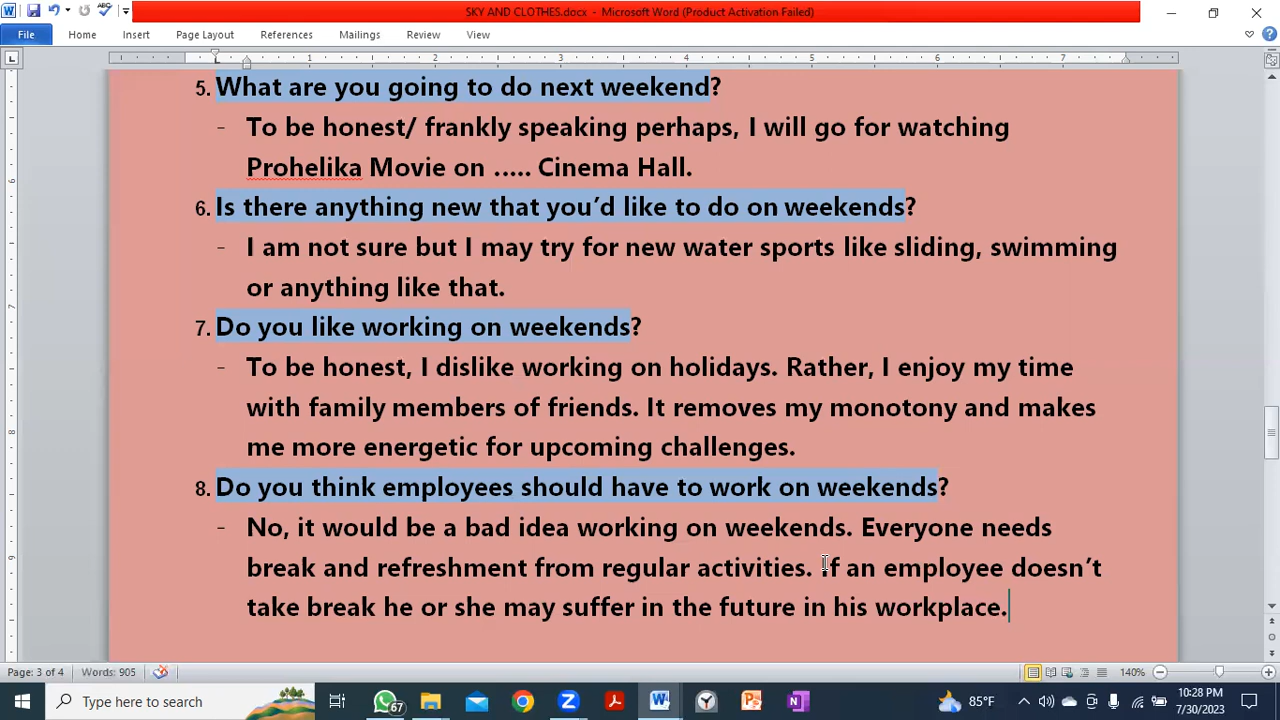 SKY AND CLOTHES.docx - Microsoft Word (Product Activation Failed)
File Home Insert Page Layout References Mailings Review View
1 2 3 4 5 6 7
5. What are you going to do next weekend?
- To be honest/ frankly speaking perhaps, I will go for watching
Prohelika Movie on ..... Cinema Hall.
6. Is there anything new that you’d like to do on weekends?
- I am not sure but I may try for new water sports like sliding, swimming
or anything like that.
7. Do you like working on weekends?
- To be honest, I dislike working on holidays. Rather, I enjoy my time
with family members of friends. It removes my monotony and makes
me more energetic for upcoming challenges.
8. Do you think employees should have to work on weekends?
- No, it would be a bad idea working on weekends. Everyone needs
break and refreshment from regular activities. If an employee doesn’t
take break he or she may suffer in the future in his workplace.
Page: 3 of 4 Words: 905 140%
Type here to search 67 85°F 10:28 PM
7/30/2023